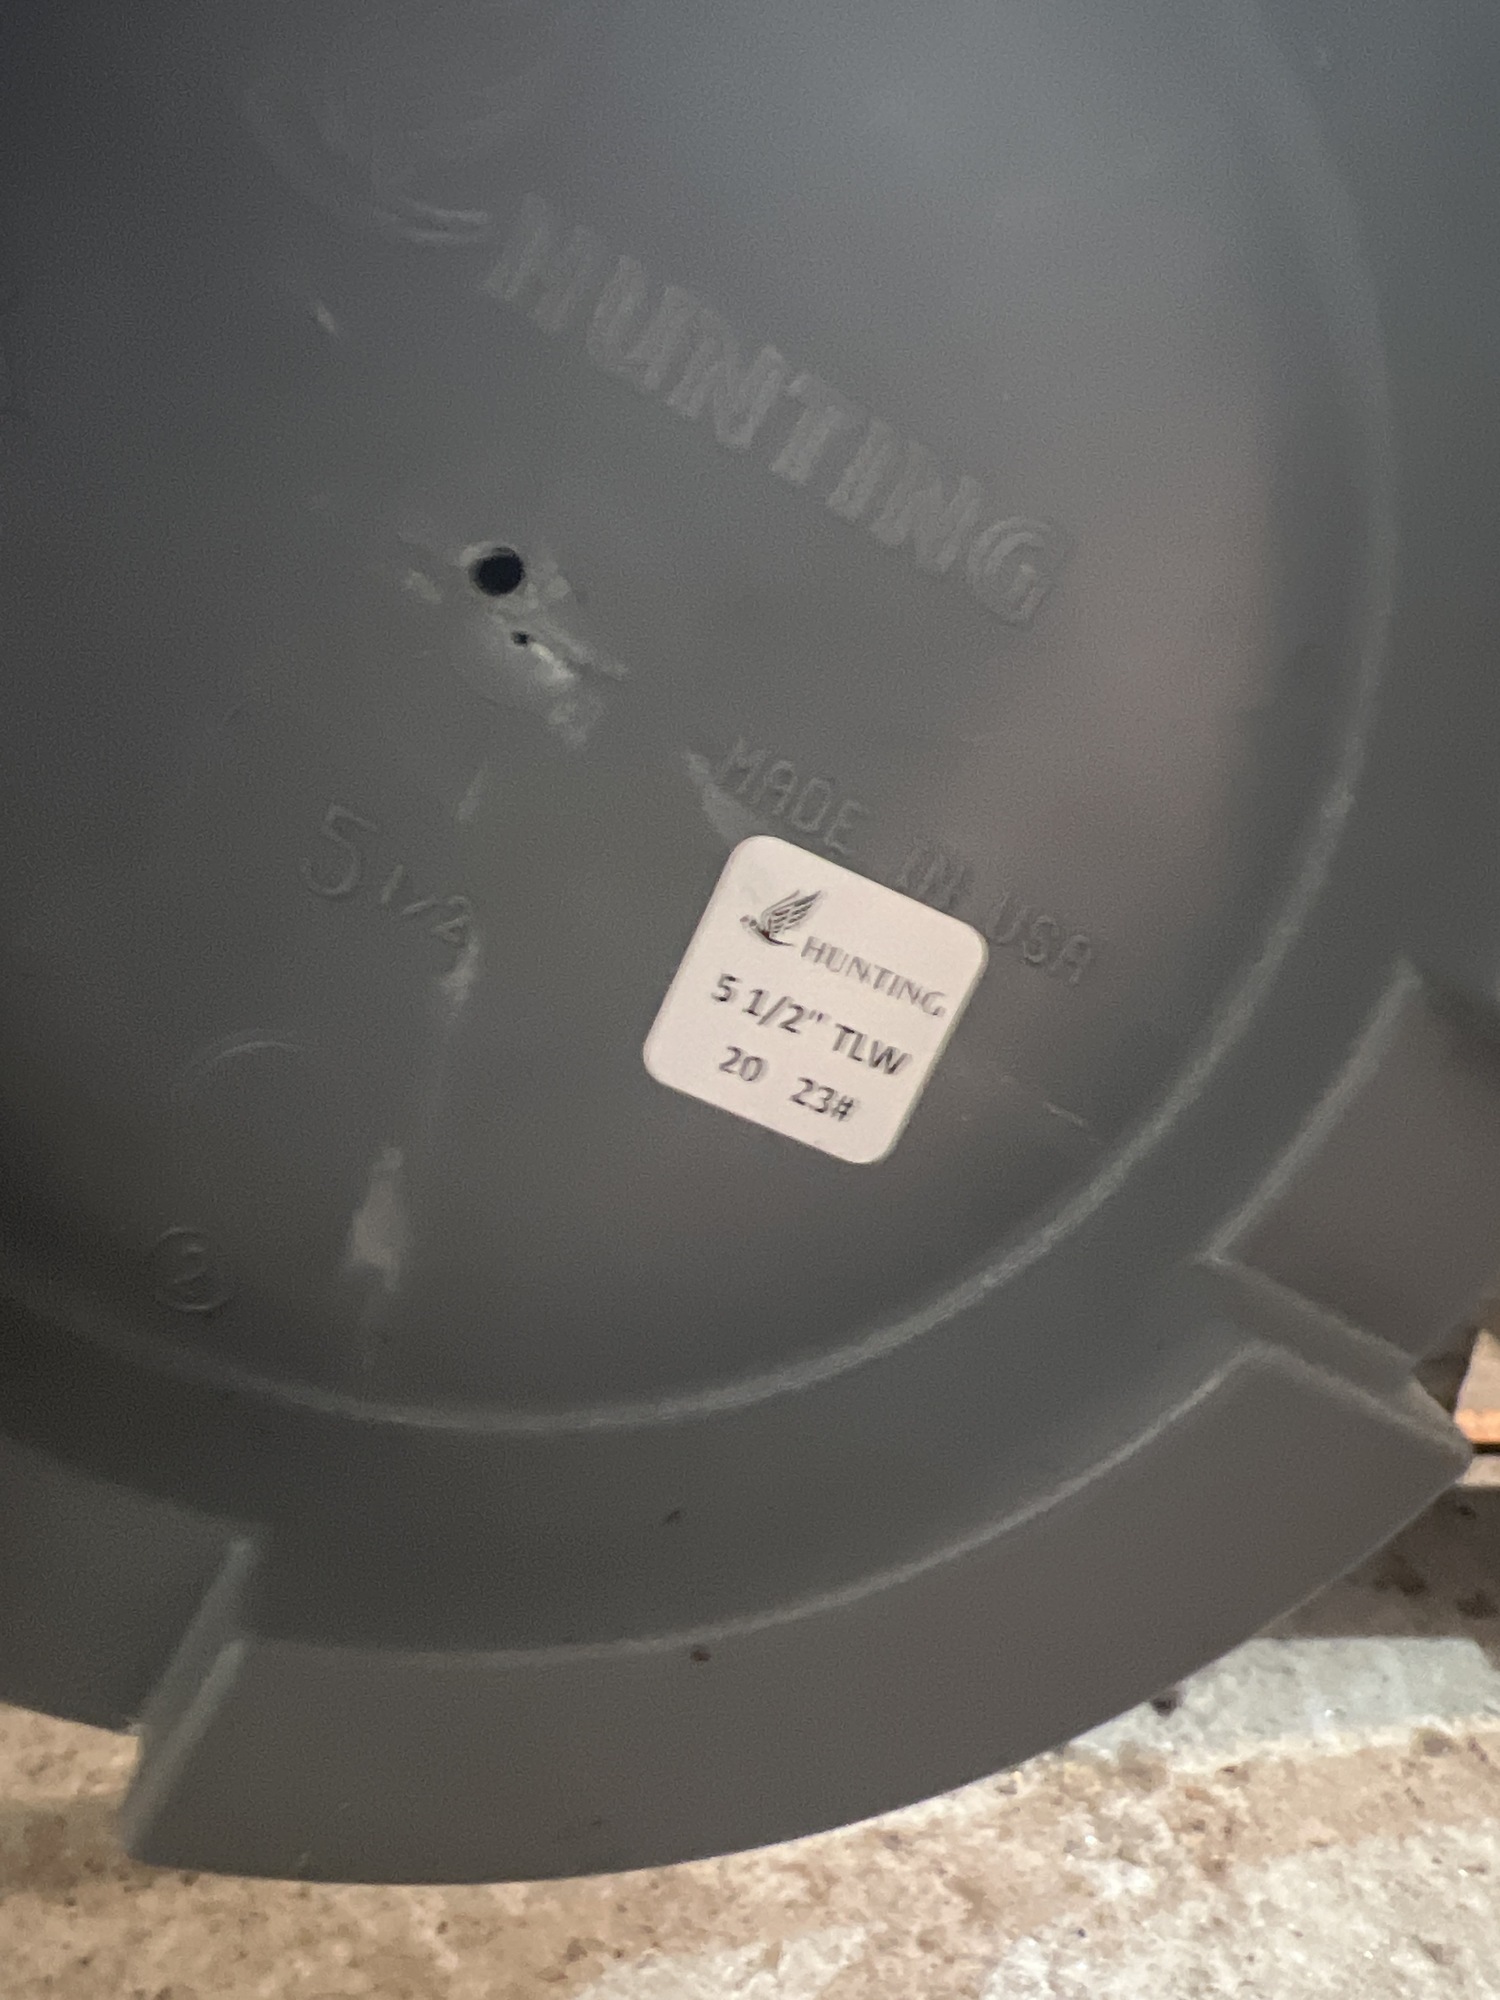 HUNTING
MADE IN USA
5 1/2
HUNTING
5 1/2" TLW
20 23#